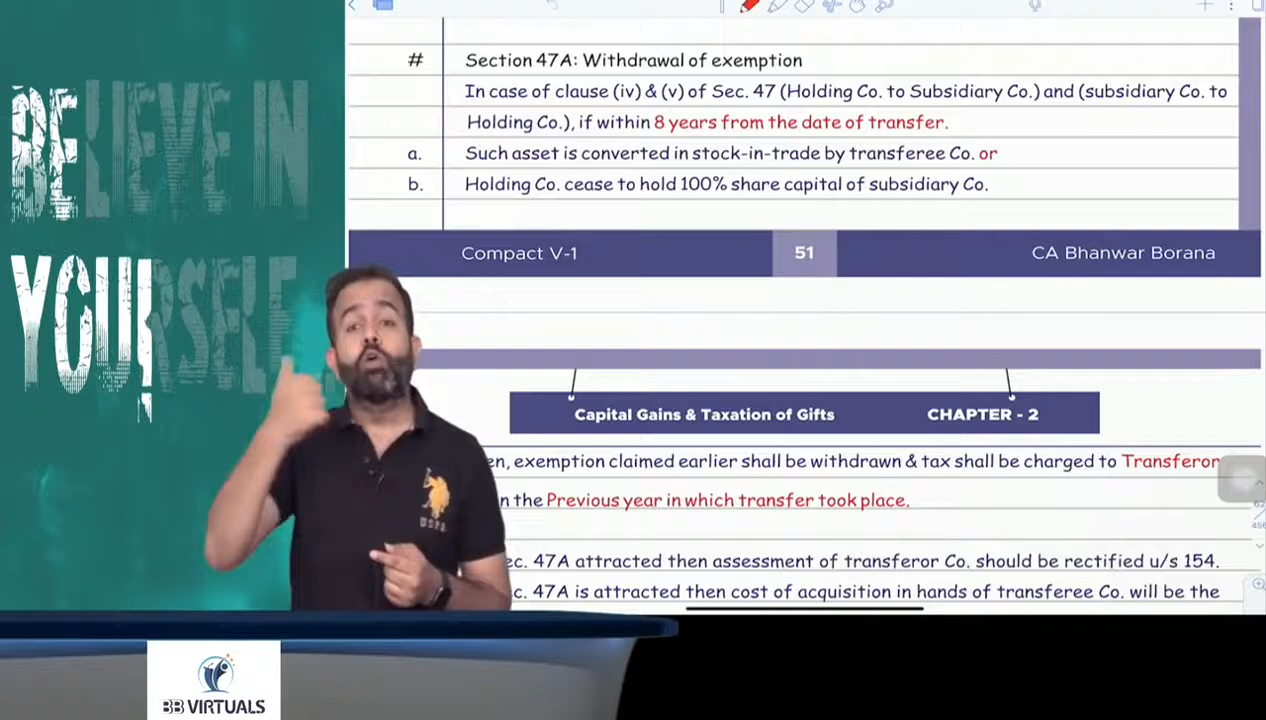 BELIEVE IN
YOURSELF
# Section 47A: Withdrawal of exemption
In case of clause (iv) & (v) of Sec. 47 (Holding Co. to Subsidiary Co.) and (subsidiary Co. to
Holding Co.), if within 8 years from the date of transfer.
a. Such asset is converted in stock-in-trade by transferee Co. or
b. Holding Co. cease to hold 100% share capital of subsidiary Co.
Compact V-1 51 CA Bhanwar Borana
Capital Gains & Taxation of Gifts CHAPTER - 2
en, exemption claimed earlier shall be withdrawn & tax shall be charged to Transferor
n the Previous year in which transfer took place.
ec. 47A attracted then assessment of transferor Co. should be rectified u/s 154.
c. 47A is attracted then cost of acquisition in hands of transferee Co. will be the
USPA
BB VIRTUALS